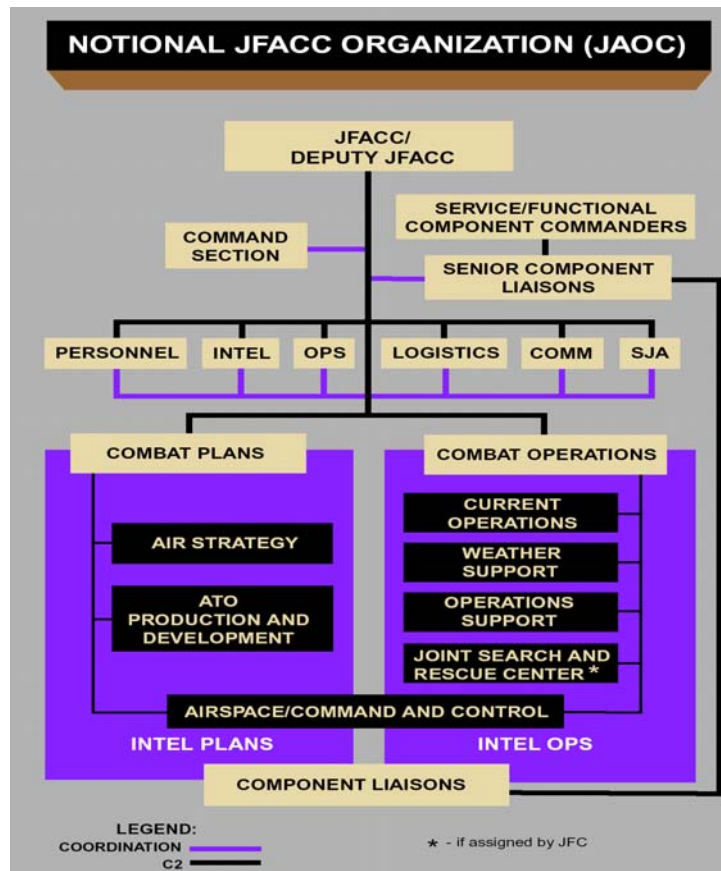 NOTIONAL JFACC ORGANIZATION (JAOC)
JFACC/
DEPUTY JFACC
SERVICE/FUNCTIONAL
COMPONENT COMMANDERS
COMMAND
SECTION
SENIOR COMPONENT
LIAISONS
PERSONNEL
INTEL
OPS
LOGISTICS
COMM
SJA
COMBAT PLANS
COMBAT OPERATIONS
AIR STRATEGY
ATO
PRODUCTION AND
DEVELOPMENT
CURRENT
OPERATIONS
WEATHER
SUPPORT
OPERATIONS
SUPPORT
JOINT SEARCH AND
RESCUE CENTER *
AIRSPACE/COMMAND AND CONTROL
INTEL PLANS
INTEL OPS
COMPONENT LIAISONS
LEGEND:
COORDINATION
C2
* - if assigned by JFC